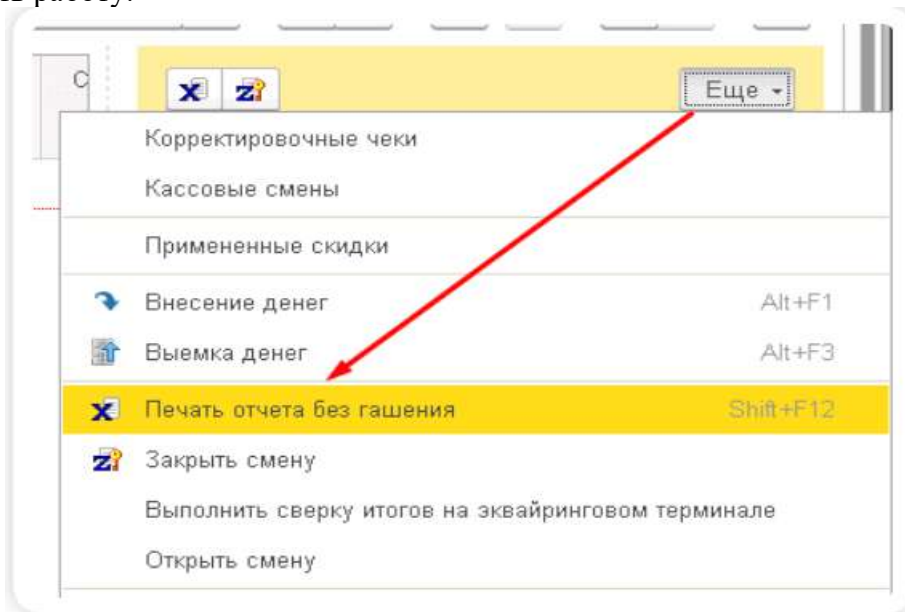 работу.
С
X Z Еще
Корректировочные чеки
Кассовые смены
Примененные скидки
Внесение денег Alt+F1
Выемка денег Alt+F3
X Печать отчета без гашения Shift+F12
Z Закрыть смену
Выполнить сверку итогов на эквайринговом терминале
Открыть смену